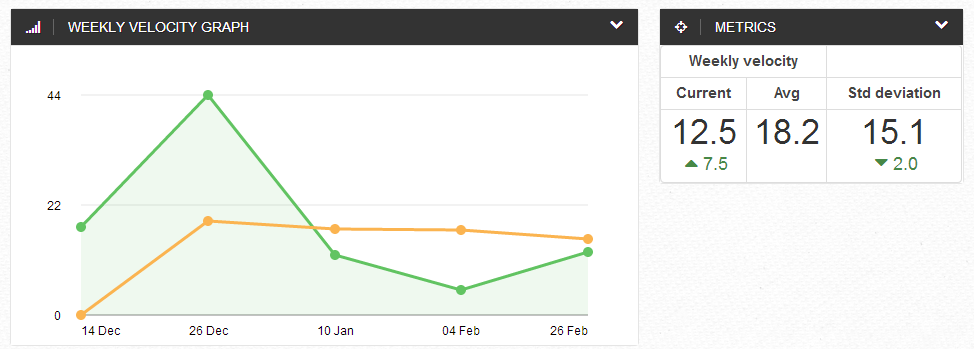 WEEKLY VELOCITY GRAPH
44
22
0
14 Dec 26 Dec 10 Jan 04 Feb 26 Feb
METRICS
Weekly velocity
Current Avg Std deviation
12.5 18.2 15.1
7.5 2.0